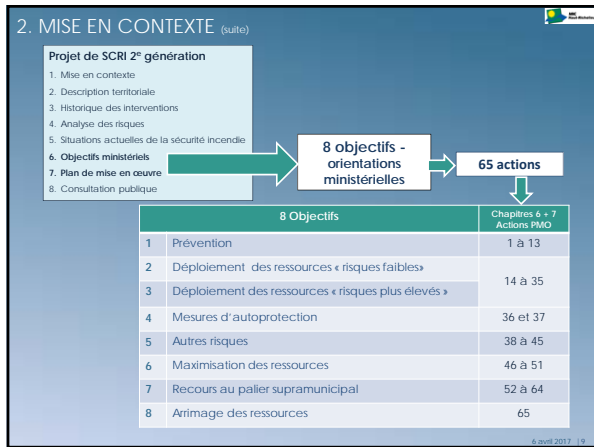 2. MISE EN CONTEXTE (suite)
MRC
Projet de SCRI 2e génération
1. Mise en contexte
2. Description territoriale
3. Historique des interventions
4. Analyse des risques
5. Situations actuelles de la sécurité incendie
6. Objectifs ministériels
7. Plan de mise en œuvre
8. Consultation publique
8 objectifs -
orientations
ministérielles
65 actions
8 Objectifs
Chapitres 6 + 7
Actions PMO
1 Prévention 1 à 13
2 Déploiement des ressources « risques faibles»
14 à 35
3 Déploiement des ressources « risques plus élevés »
4 Mesures d'autoprotection 36 et 37
5 Autres risques 38 à 45
6 Maximisation des ressources 46 à 51
7 Recours au palier supramunicipal 52 à 64
8 Arrimage des ressources 65
6 avril 2017 | 9